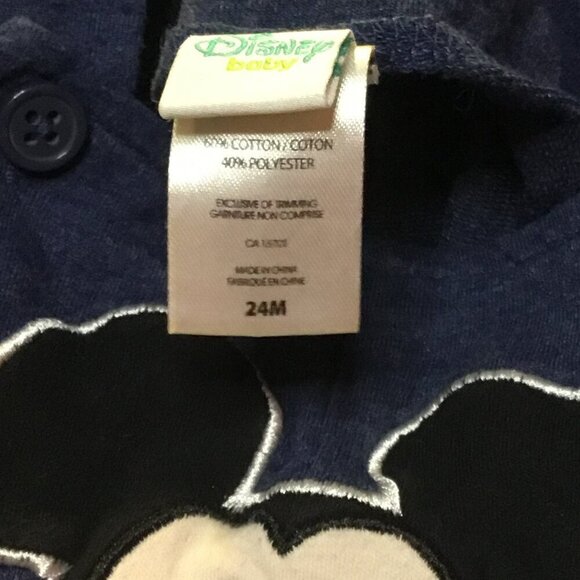 Disney
baby
60% COTTON / COTON
40% POLYESTER
EXCLUSIVE OF TRIMMING
GARNITURE NON COMPRISE
CA
MADE IN CHINA
FABRIQUÉ EN CHINE
24M